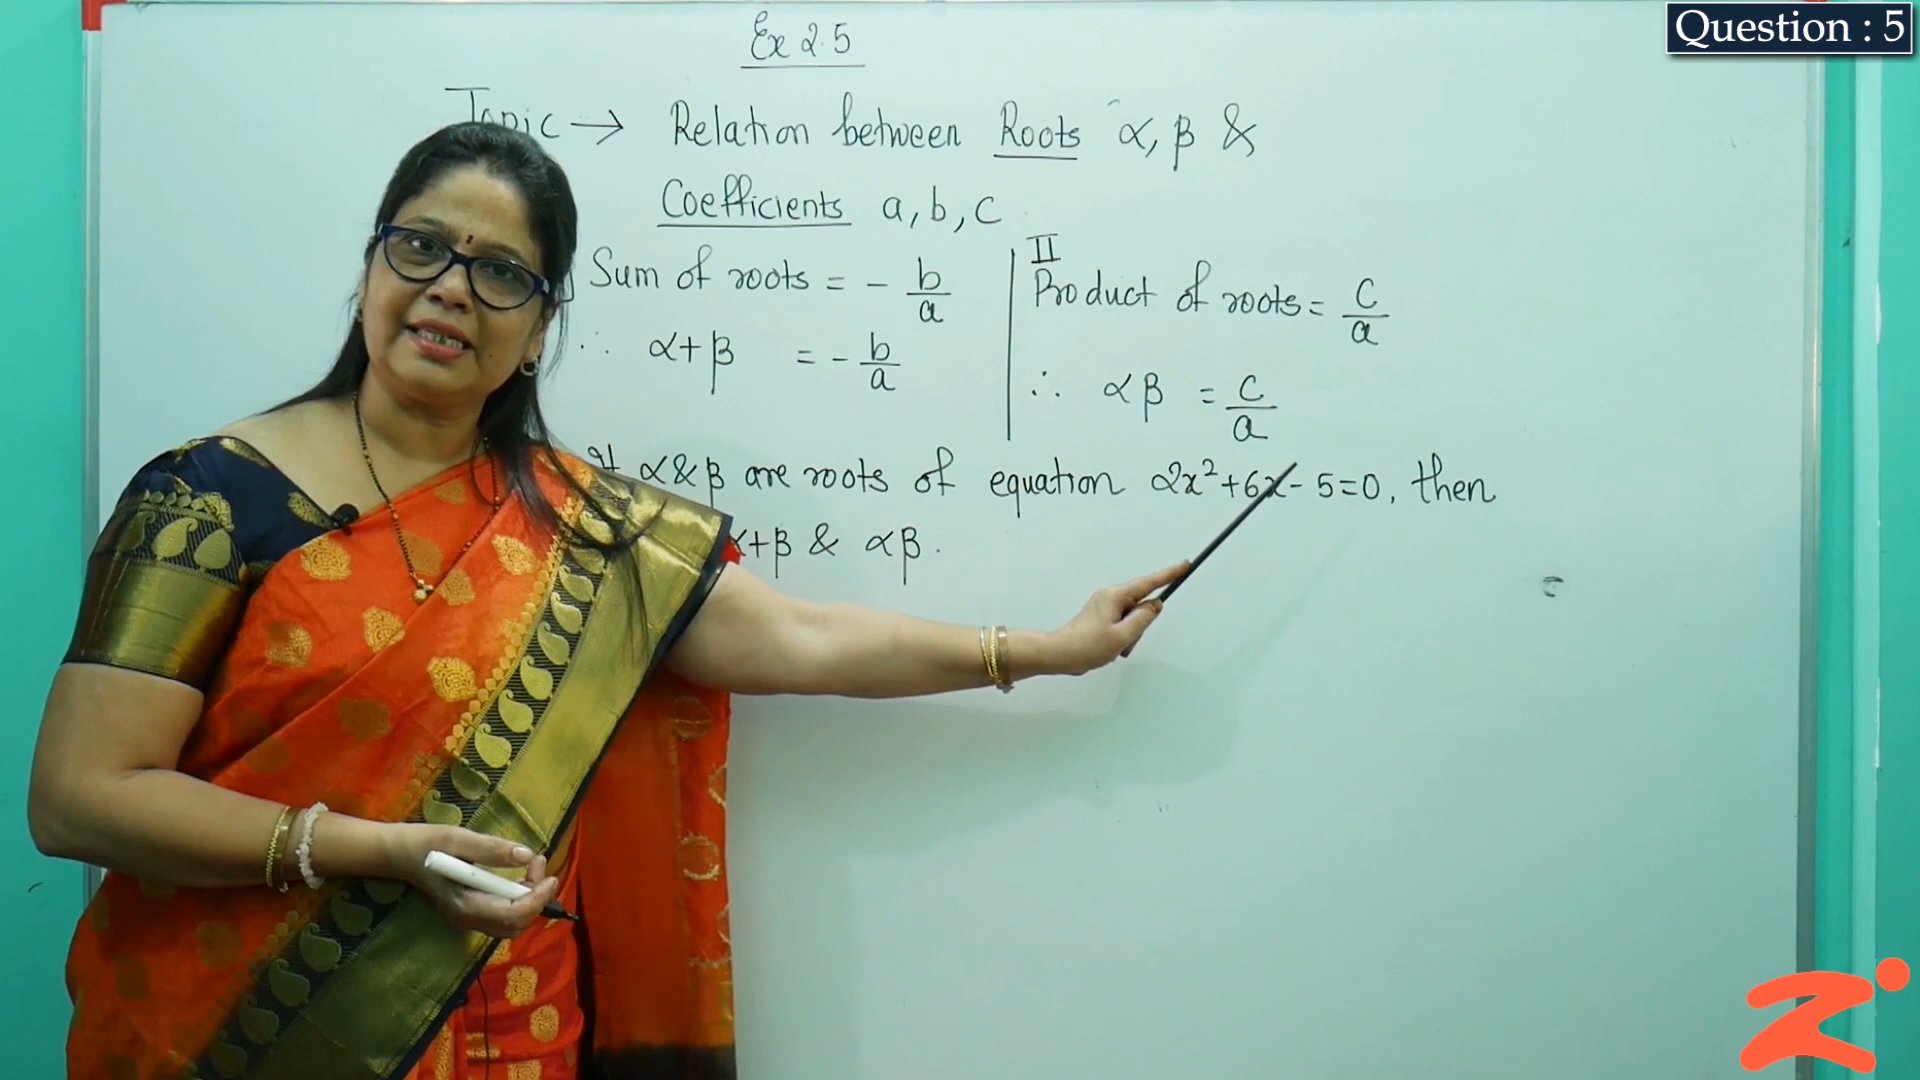 Question : 5
Ex 2.5
Topic → Relation between Roots α, β &
Coefficients a, b, c
Sum of roots = - b/a
∴ α+β = - b/a
II
Product of roots = c/a
∴ αβ = c/a
If α & β are roots of equation 2x²+6x-5=0, then
α+β & αβ.